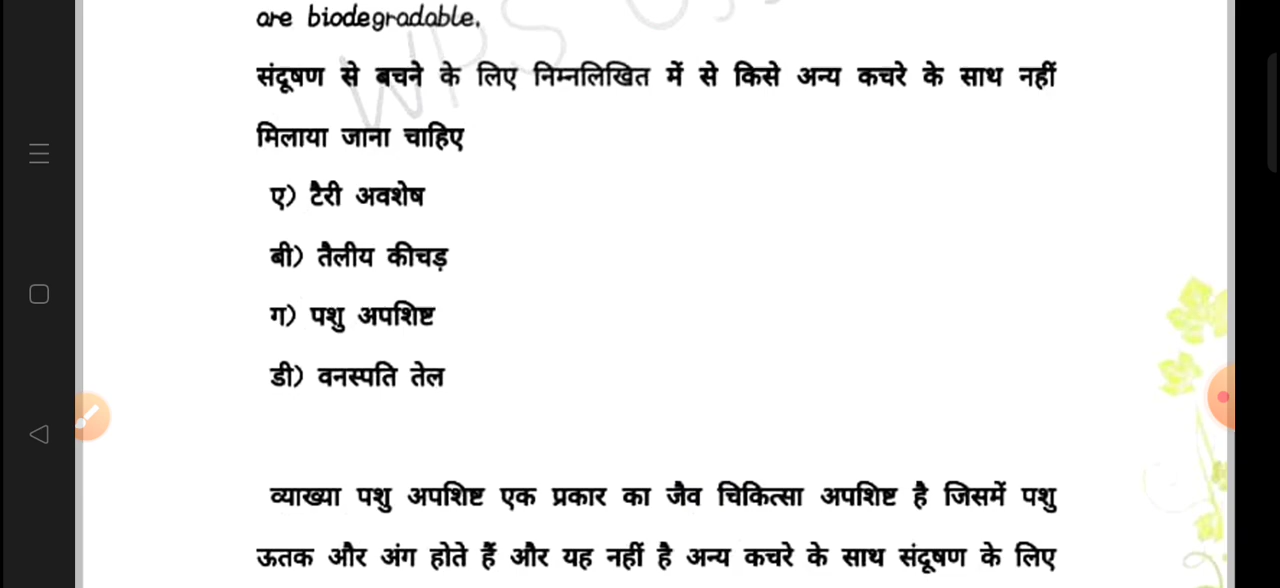 are biodegradable.
संदूषण से बचने के लिए निम्नलिखित में से किसे अन्य कचरे के साथ नहीं
मिलाया जाना चाहिए
ए) टैरी अवशेष
बी) तैलीय कीचड़
ग) पशु अपशिष्ट
डी) वनस्पति तेल
व्याख्या पशु अपशिष्ट एक प्रकार का जैव चिकित्सा अपशिष्ट है जिसमें पशु
ऊतक और अंग होते हैं और यह नहीं है अन्य कचरे के साथ संदूषण के लिए